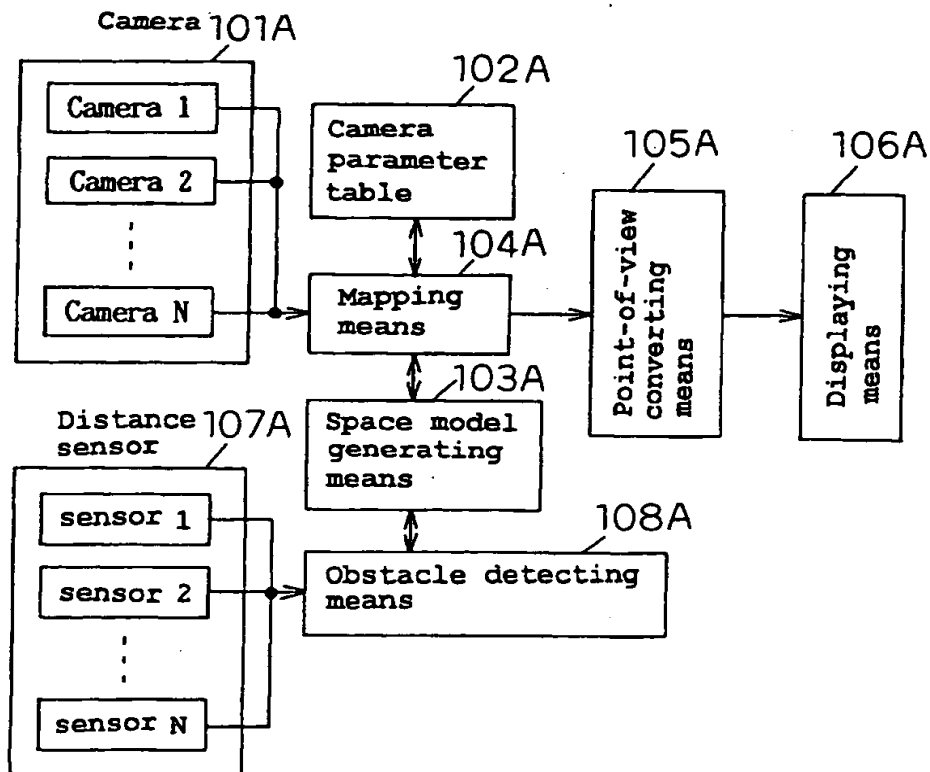 Camera
101A
Camera 1
Camera 2
Camera N
102A
Camera
parameter
table
104A
Mapping
means
103A
Space model
generating
means
105A
Point-of-view
converting
means
106A
Displaying
means
Distance
sensor
107A
sensor 1
sensor 2
sensor N
108A
Obstacle detecting
means